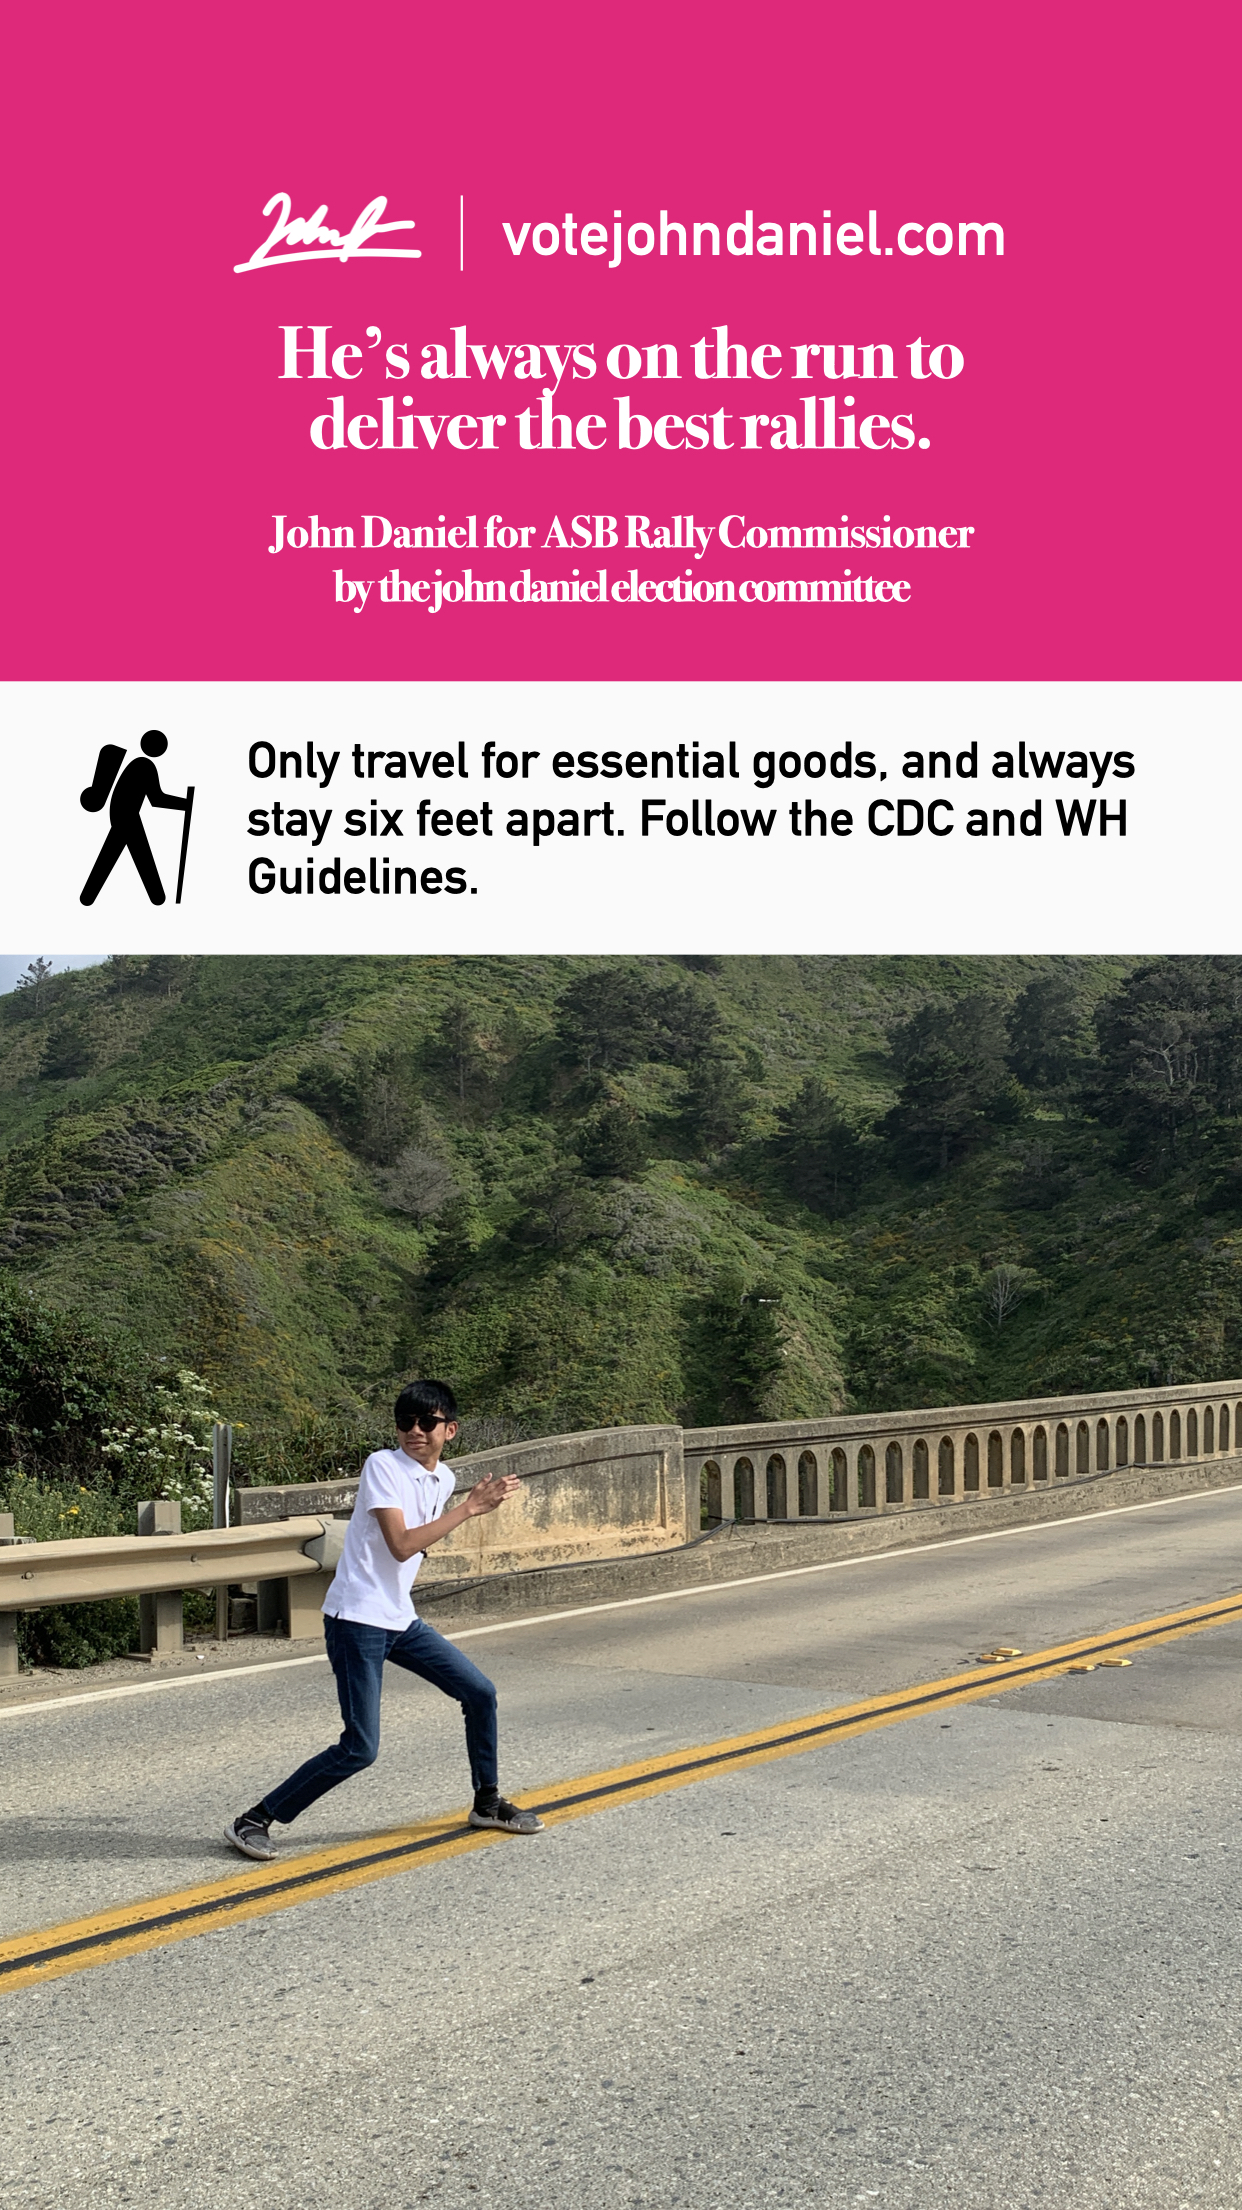 John
votejohndaniel.com
He’s always on the run to
deliver the best rallies.
John Daniel for ASB Rally Commissioner
by the john daniel election committee
Only travel for essential goods, and always
stay six feet apart. Follow the CDC and WH
Guidelines.